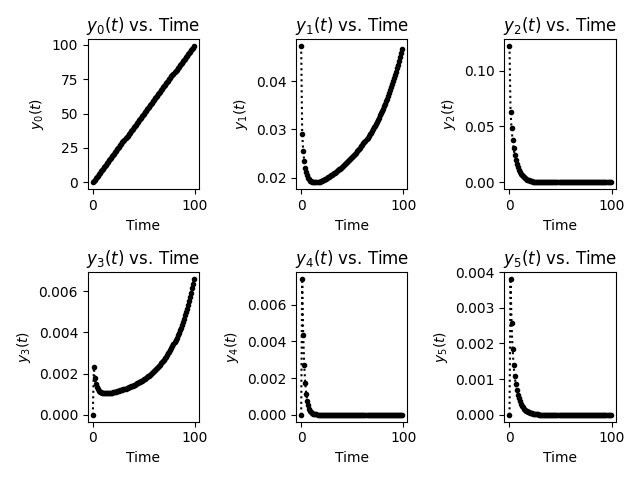 y₀(t) vs. Time
y₁(t) vs. Time
y₂(t) vs. Time
100
75
50
25
0
y₀(t)
0
100
Time
0.04
0.03
0.02
y₁(t)
0
100
Time
0.10
0.05
0.00
y₂(t)
0
100
Time
y₃(t) vs. Time
y₄(t) vs. Time
y₅(t) vs. Time
0.006
0.004
0.002
0.000
y₃(t)
0
100
Time
0.006
0.004
0.002
0.000
y₄(t)
0
100
Time
0.004
0.003
0.002
0.001
0.000
y₅(t)
0
100
Time